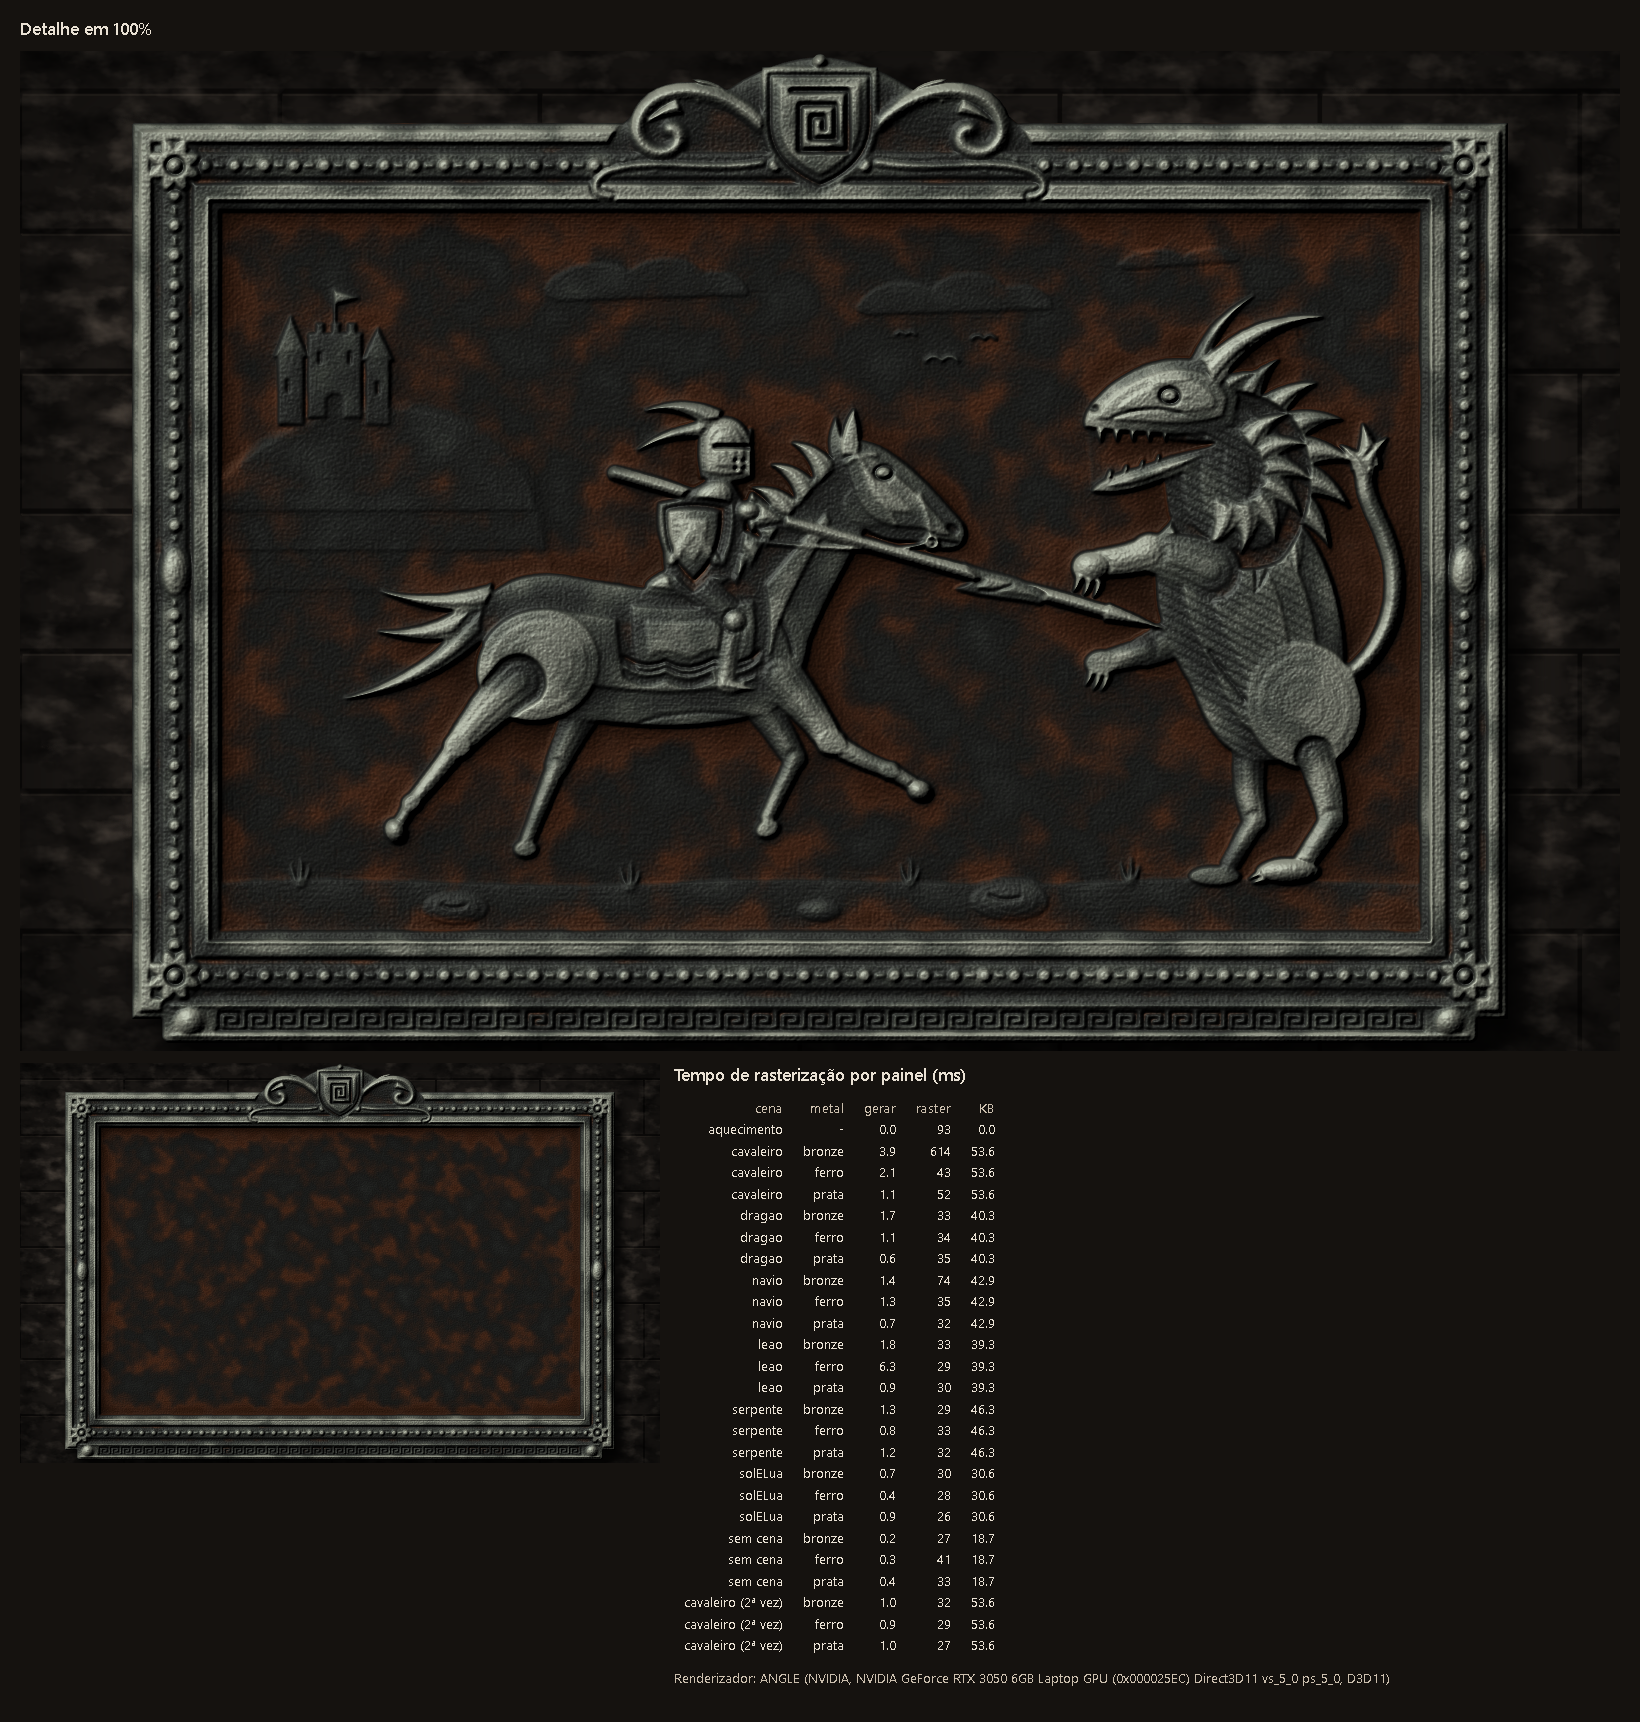 Detalhe em 100%
Tempo de rasterização por painel (ms)
cena metal gerar raster KB
aquecimento - 0.0 93 0.0
cavaleiro bronze 3.9 614 53.6
cavaleiro ferro 2.1 43 53.6
cavaleiro prata 1.1 52 53.6
dragao bronze 1.7 33 40.3
dragao ferro 1.1 34 40.3
dragao prata 0.6 35 40.3
navio bronze 1.4 74 42.9
navio ferro 1.3 35 42.9
navio prata 0.7 32 42.9
leao bronze 1.8 33 39.3
leao ferro 6.3 29 39.3
leao prata 0.9 30 39.3
serpente bronze 1.3 29 46.3
serpente ferro 0.8 33 46.3
serpente prata 1.2 32 46.3
solELua bronze 0.7 30 30.6
solELua ferro 0.4 28 30.6
solELua prata 0.9 26 30.6
sem cena bronze 0.2 27 18.7
sem cena ferro 0.3 41 18.7
sem cena prata 0.4 33 18.7
cavaleiro (2ª vez) bronze 1.0 32 53.6
cavaleiro (2ª vez) ferro 0.9 29 53.6
cavaleiro (2ª vez) prata 1.0 27 53.6
Renderizador: ANGLE (NVIDIA, NVIDIA GeForce RTX 3050 6GB Laptop GPU (0x000025EC) Direct3D11 vs_5_0 ps_5_0, D3D11)